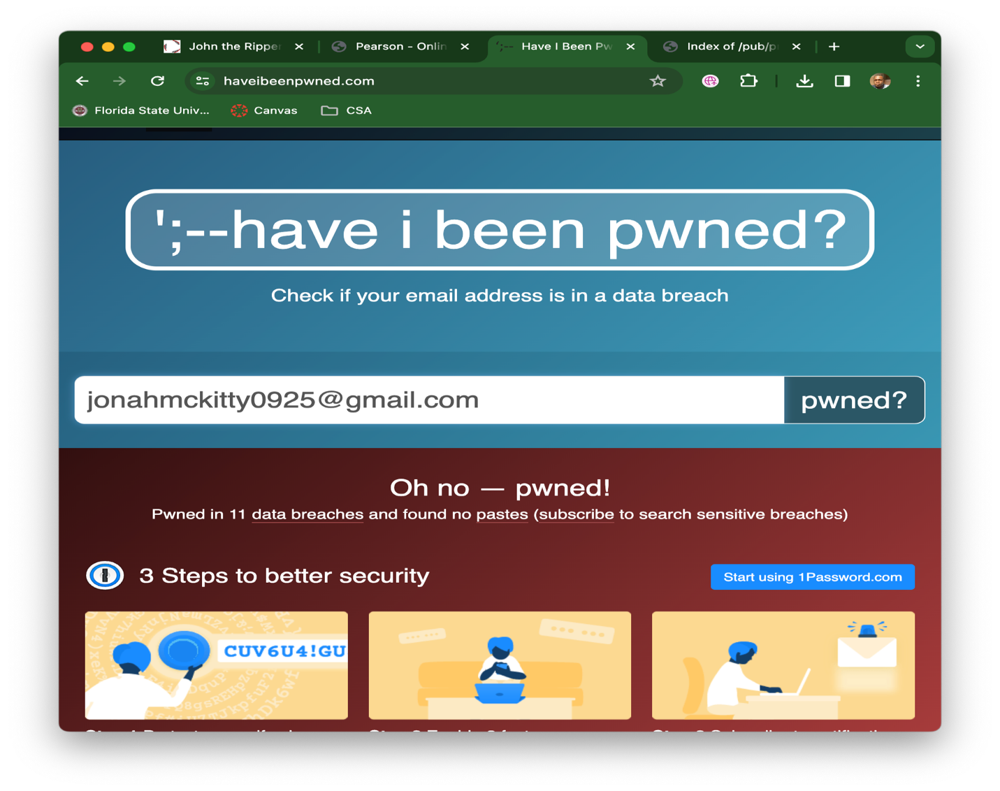 John the Ripper
Pearson - Onlin
Have I Been Pw
Index of /pub/p
haveibeenpwned.com
Florida State Univ...
Canvas
CSA
';--have i been pwned?
Check if your email address is in a data breach
jonahmckitty0925@gmail.com
pwned?
Oh no — pwned!
Pwned in 11 data breaches and found no pastes (subscribe to search sensitive breaches)
3 Steps to better security
Start using 1Password.com
CUV6U4!GU